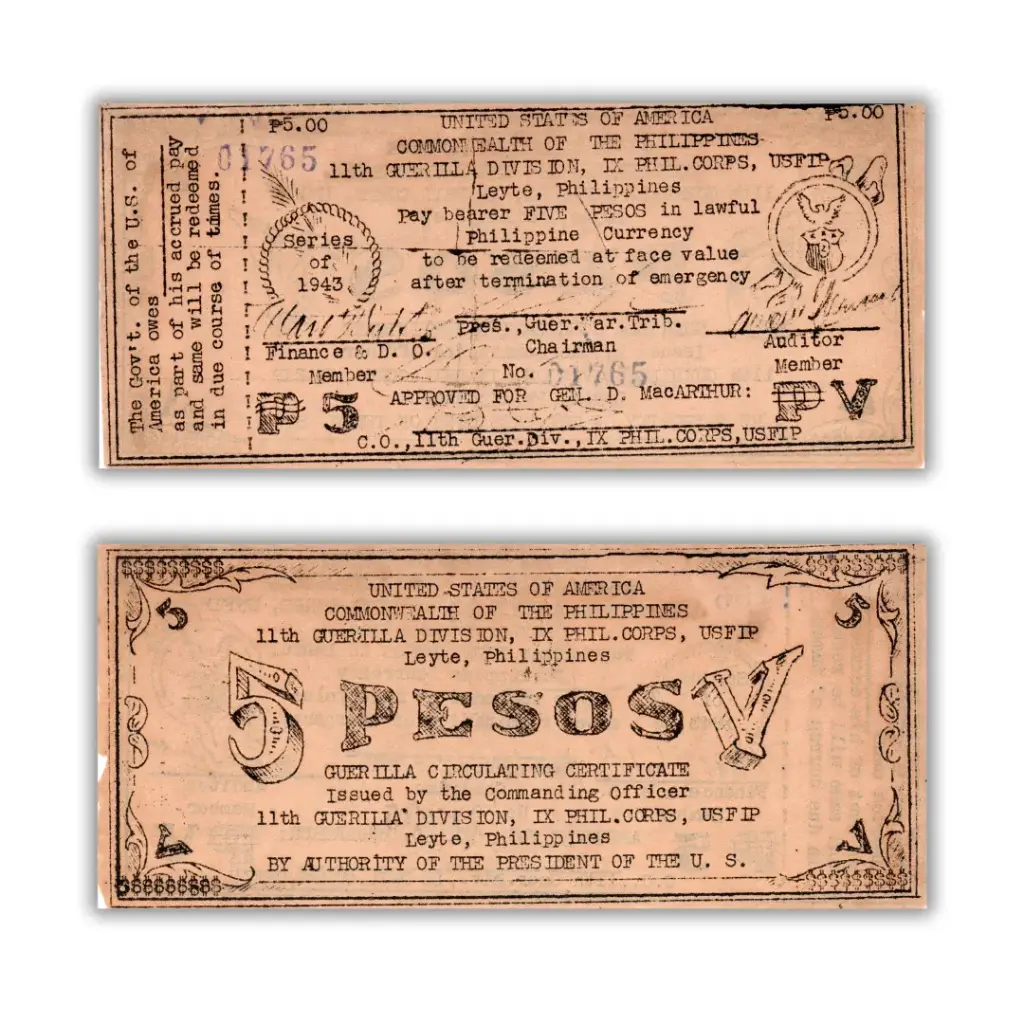 The Gov't. of the U.S. of
America owes
as part of his accrued pay
and same will be redeemed
in due course of times.
₱5.00
01765
UNITED STATES OF AMERICA
₱5.00
COMMONWEALTH OF THE PHILIPPINES
11th GUERILLA DIVISION, IX PHIL.CORPS, USFIP
Leyte, Philippines
Pay bearer FIVE PESOS in lawful
Philippine Currency
to be redeemed at face value
after termination of emergency
Series
of
1943
Finance & D. O.
Member
Pres.,Guer.War.Trib.
Chairman
Auditor
Member
No. 01765
₱ 5
APPROVED FOR GEN. D. MacARTHUR:
₱ V
C.O.,11th Guer.Div.,IX PHIL.CORPS,USFIP
$$$$$$$$
$$$$$$$$
5
5
UNITED STATES OF AMERICA
COMMONWEALTH OF THE PHILIPPINES
11th GUERILLA DIVISION, IX PHIL.CORPS, USFIP
Leyte, Philippines
5 PESOS V
GUERILLA CIRCULATING CERTIFICATE
Issued by the Commanding Officer
11th GUERILLA DIVISION, IX PHIL.CORPS, USFIP
Leyte, Philippines
BY AUTHORITY OF THE PRESIDENT OF THE U. S.
V
V
$$$$$$$$
$$$$$$$$